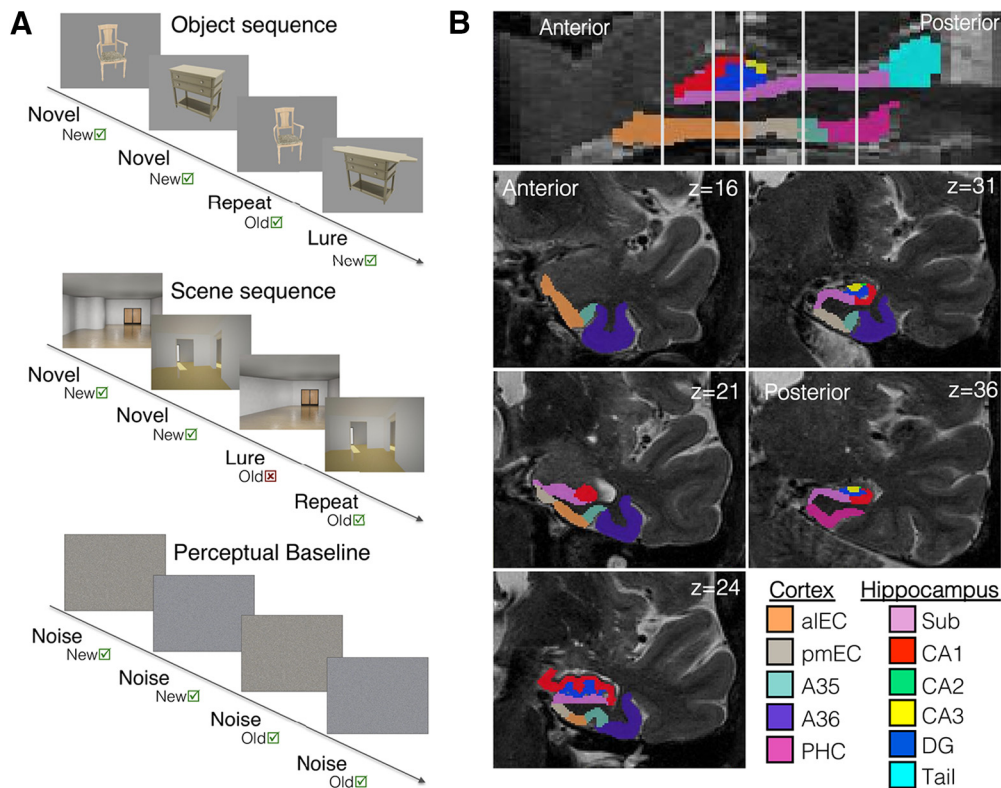 A
Object sequence
Novel
New
Novel
New
Repeat
Old
Lure
New
Scene sequence
Novel
New
Novel
New
Lure
Old
Repeat
Old
Perceptual Baseline
Noise
New
Noise
New
Noise
Old
Noise
Old
B
Anterior
Posterior
Anterior
z=16
z=31
z=21
Posterior
z=36
z=24
Cortex
alEC
pmEC
A35
A36
PHC
Hippocampus
Sub
CA1
CA2
CA3
DG
Tail